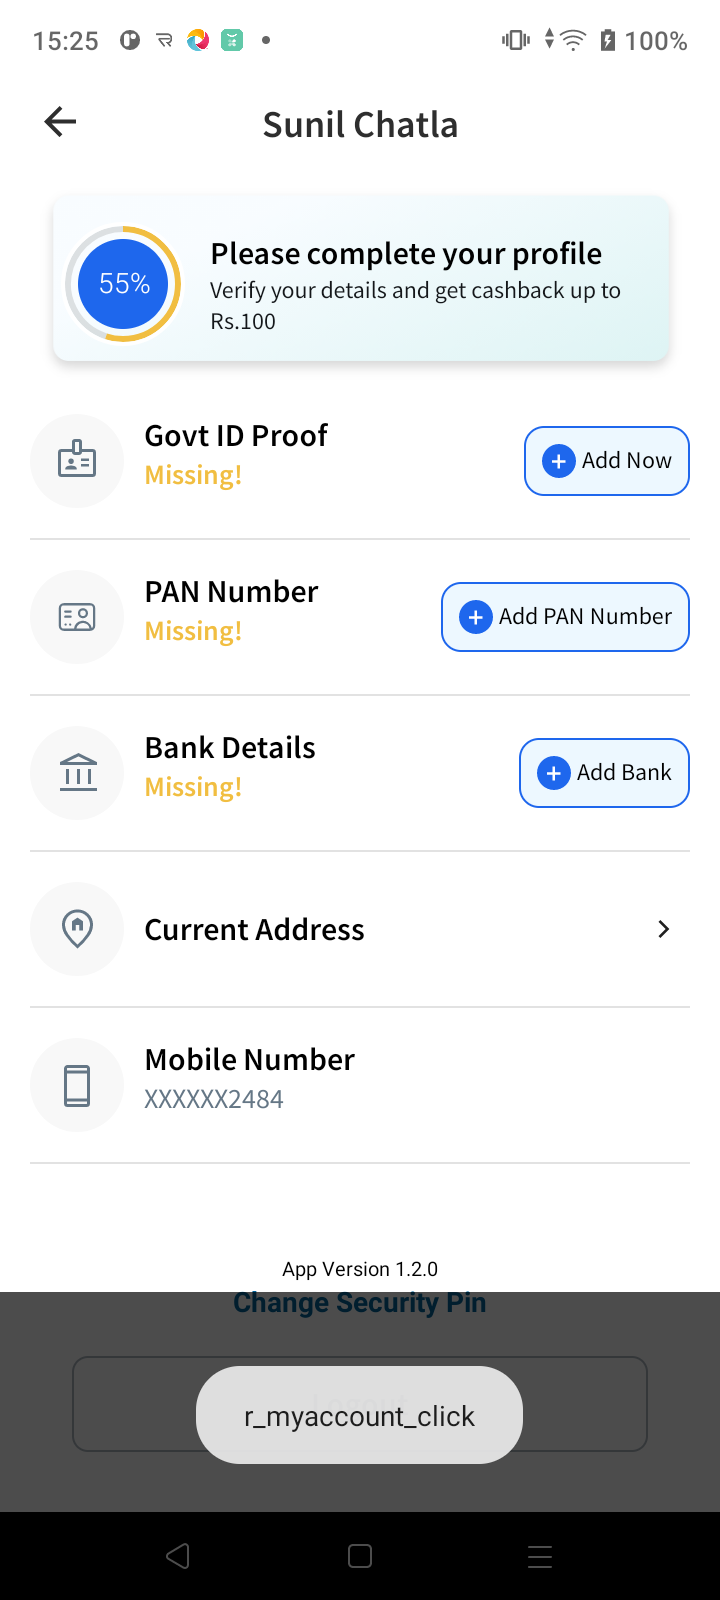 15:25
100%
Sunil Chatla
55%
Please complete your profile
Verify your details and get cashback up to
Rs.100
Govt ID Proof
Missing!
Add Now
PAN Number
Missing!
Add PAN Number
Bank Details
Missing!
Add Bank
Current Address
Mobile Number
XXXXXX2484
App Version 1.2.0
Change Security Pin
r_myaccount_click